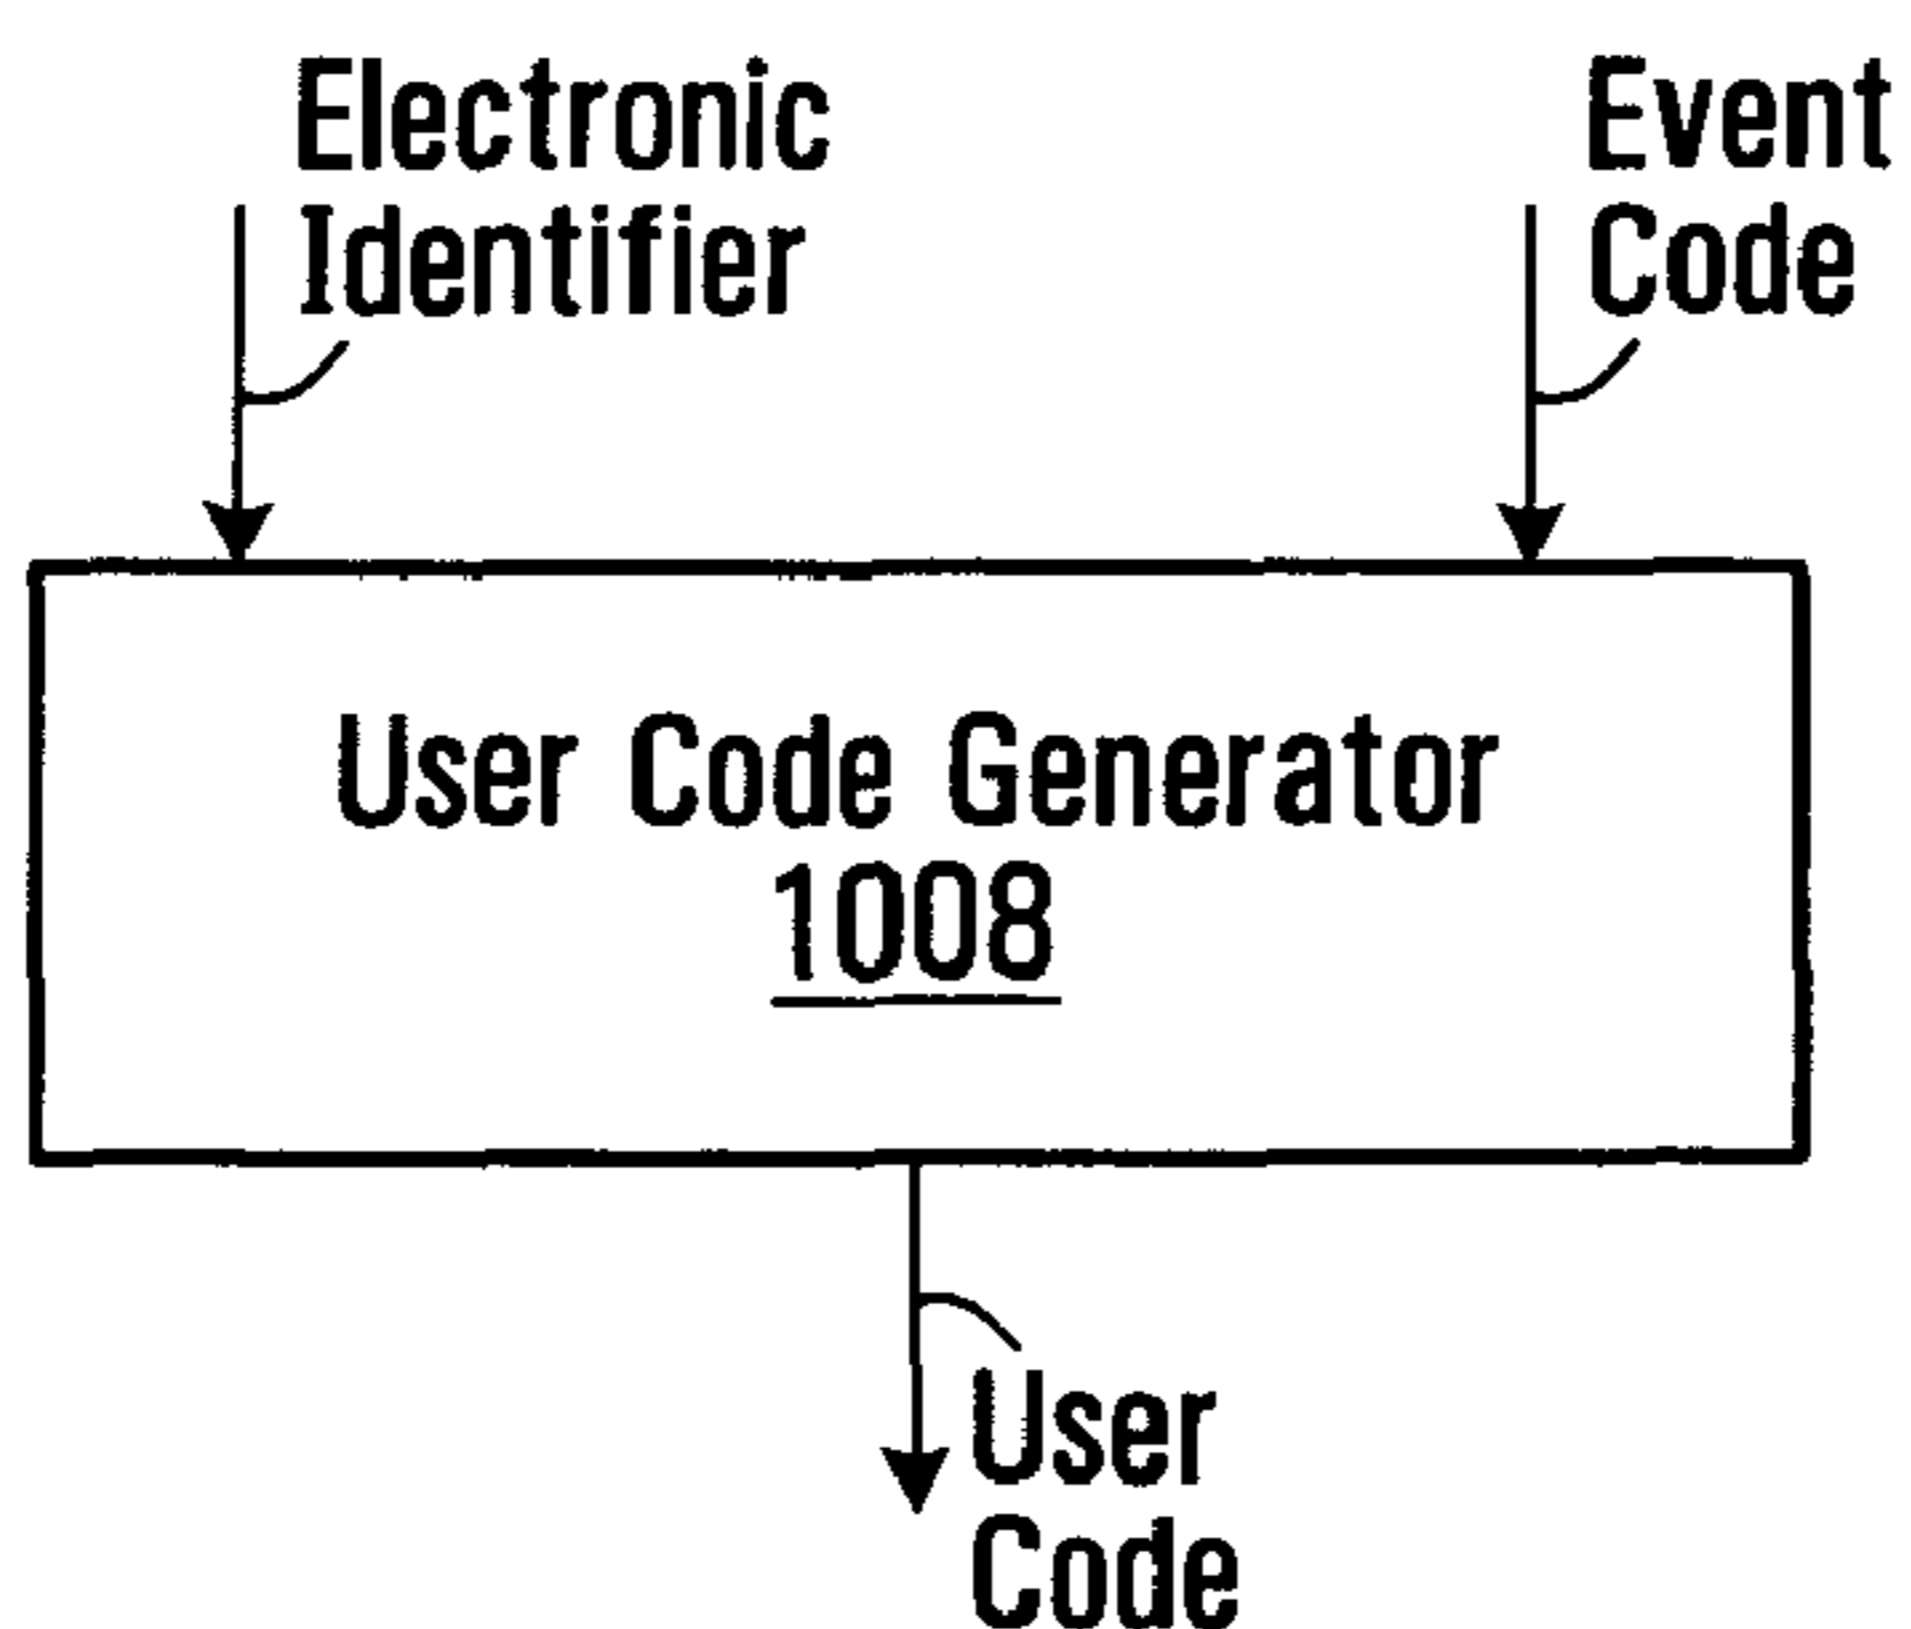 Electronic
Identifier
Event
Code
User Code Generator
1008
User
Code